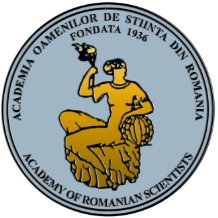 ACADEMIA OAMENILOR DE STIINTA DIN ROMANIA
FONDATA 1936
ACADEMY OF ROMANIAN SCIENTISTS